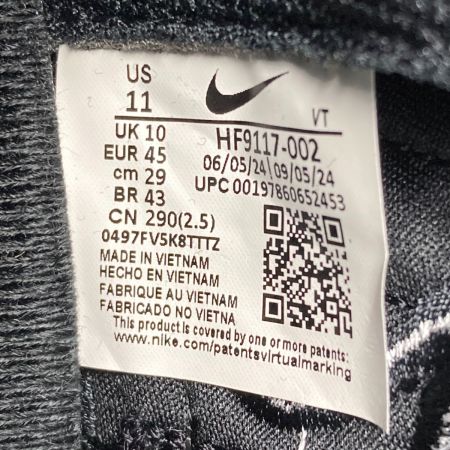 US
11
VT
UK 10
EUR 45
cm 29
BR 43
CN 290(2.5)
HF9117-002
06/05/24\09/05/24
UPC 00197860652453
0497FV5K8TTTZ
MADE IN VIETNAM
HECHO EN VIETNAM
FABRIQUE AU VIETNAM
FABRICADO NO VIETNAM
This product is covered by one or more patents.
www.nike.com/patentsvirtualmarking